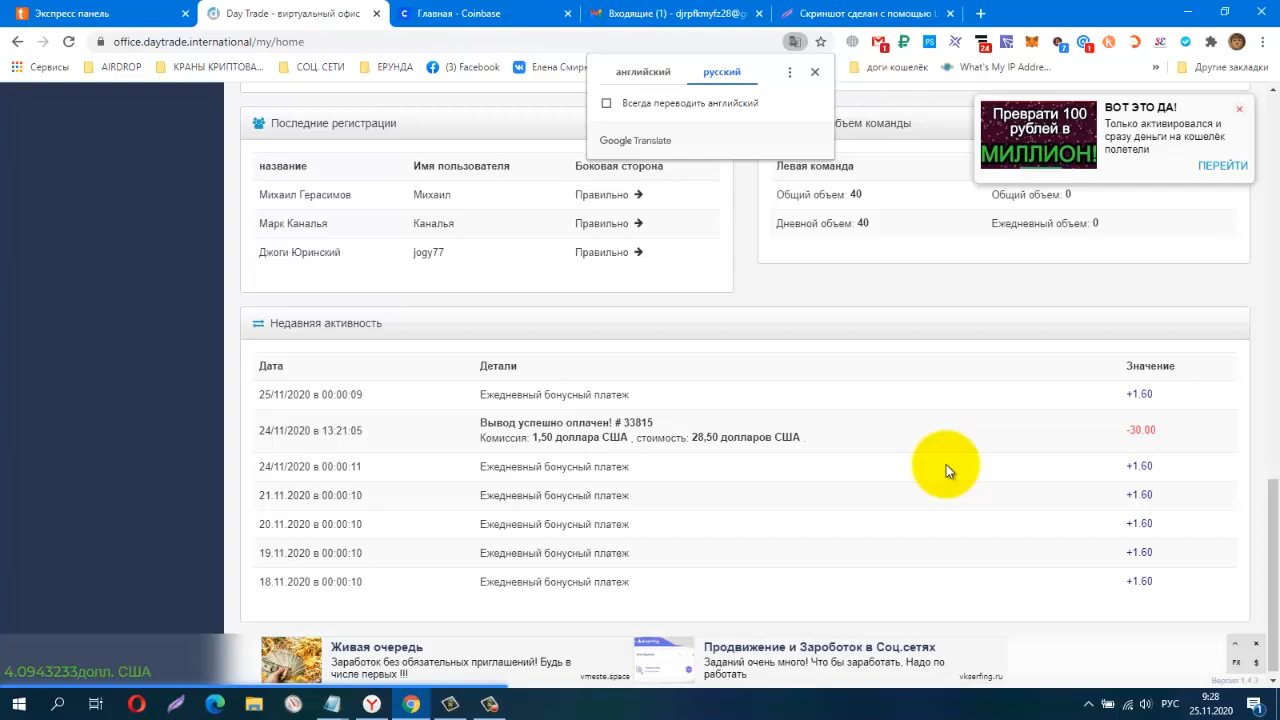 Экспресс панель
Day Trade - виртуальный офис
Главная - Coinbase
Входящие (1) - djrpfkmyfz28@g
Скриншот сделан с помощью L
office.daytrade.international/my/home
Сервисы
AIRDROP
КРАНЫ КРИПТОВА...
СОЦ. СЕТИ
ЕРУНДА
(3) Facebook
Елена Смир
доги кошелёк
What's My IP Addre...
»
Другие закладки
английский
русский
Всегда переводить английский
Google Translate
Преврати 100
рублей в
МИЛЛИОН!
ВОТ ЭТО ДА!
Только активировался и
сразу деньги на кошелёк
полетели
ПЕРЕЙТИ
Последние регистрации
бъем команды
название Имя пользователя Боковая сторона
Михаил Герасимов Михаил Правильно →
Марк Каналья Каналья Правильно →
Джоги Юринский jogy77 Правильно →
Левая команда
Общий объем: 40 Общий объем: 0
Дневной объем: 40 Ежедневный объем: 0
Недавняя активность
Дата Детали Значение
25/11/2020 в 00:00:09 Ежедневный бонусный платеж +1.60
24/11/2020 в 13:21:05 Вывод успешно оплачен! # 33815 -30.00
Комиссия: 1,50 доллара США , стоимость: 28,50 долларов США .
24/11/2020 в 00:00:11 Ежедневный бонусный платеж +1.60
21.11.2020 в 00:00:10 Ежедневный бонусный платеж +1.60
20.11.2020 в 00:00:10 Ежедневный бонусный платеж +1.60
19.11.2020 в 00:00:10 Ежедневный бонусный платеж +1.60
18.11.2020 в 00:00:10 Ежедневный бонусный платеж +1.60
4.0943233долл. США
Живая очередь
Заработок без обязательных приглашений! Будь в
числе первых !!!
vmeste.space
Продвижение и Зароботок в Соц.сетях
Заданий очень много! Что бы заработать. Надо по
работать
vkserfing.ru
Версия 1.4.3
РУС
9:28
25.11.2020